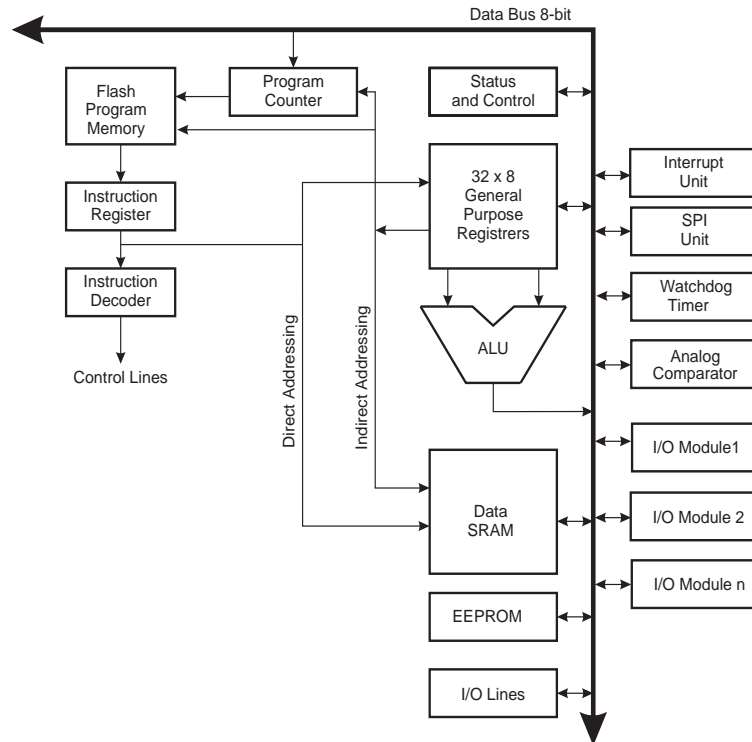 Data Bus 8-bit
Flash
Program
Memory
Program
Counter
Status
and Control
Instruction
Register
32 x 8
General
Purpose
Registrers
Interrupt
Unit
SPI
Unit
Instruction
Decoder
Watchdog
Timer
Control Lines
Direct Addressing
Indirect Addressing
ALU
Analog
Comparator
I/O Module1
Data
SRAM
I/O Module 2
I/O Module n
EEPROM
I/O Lines